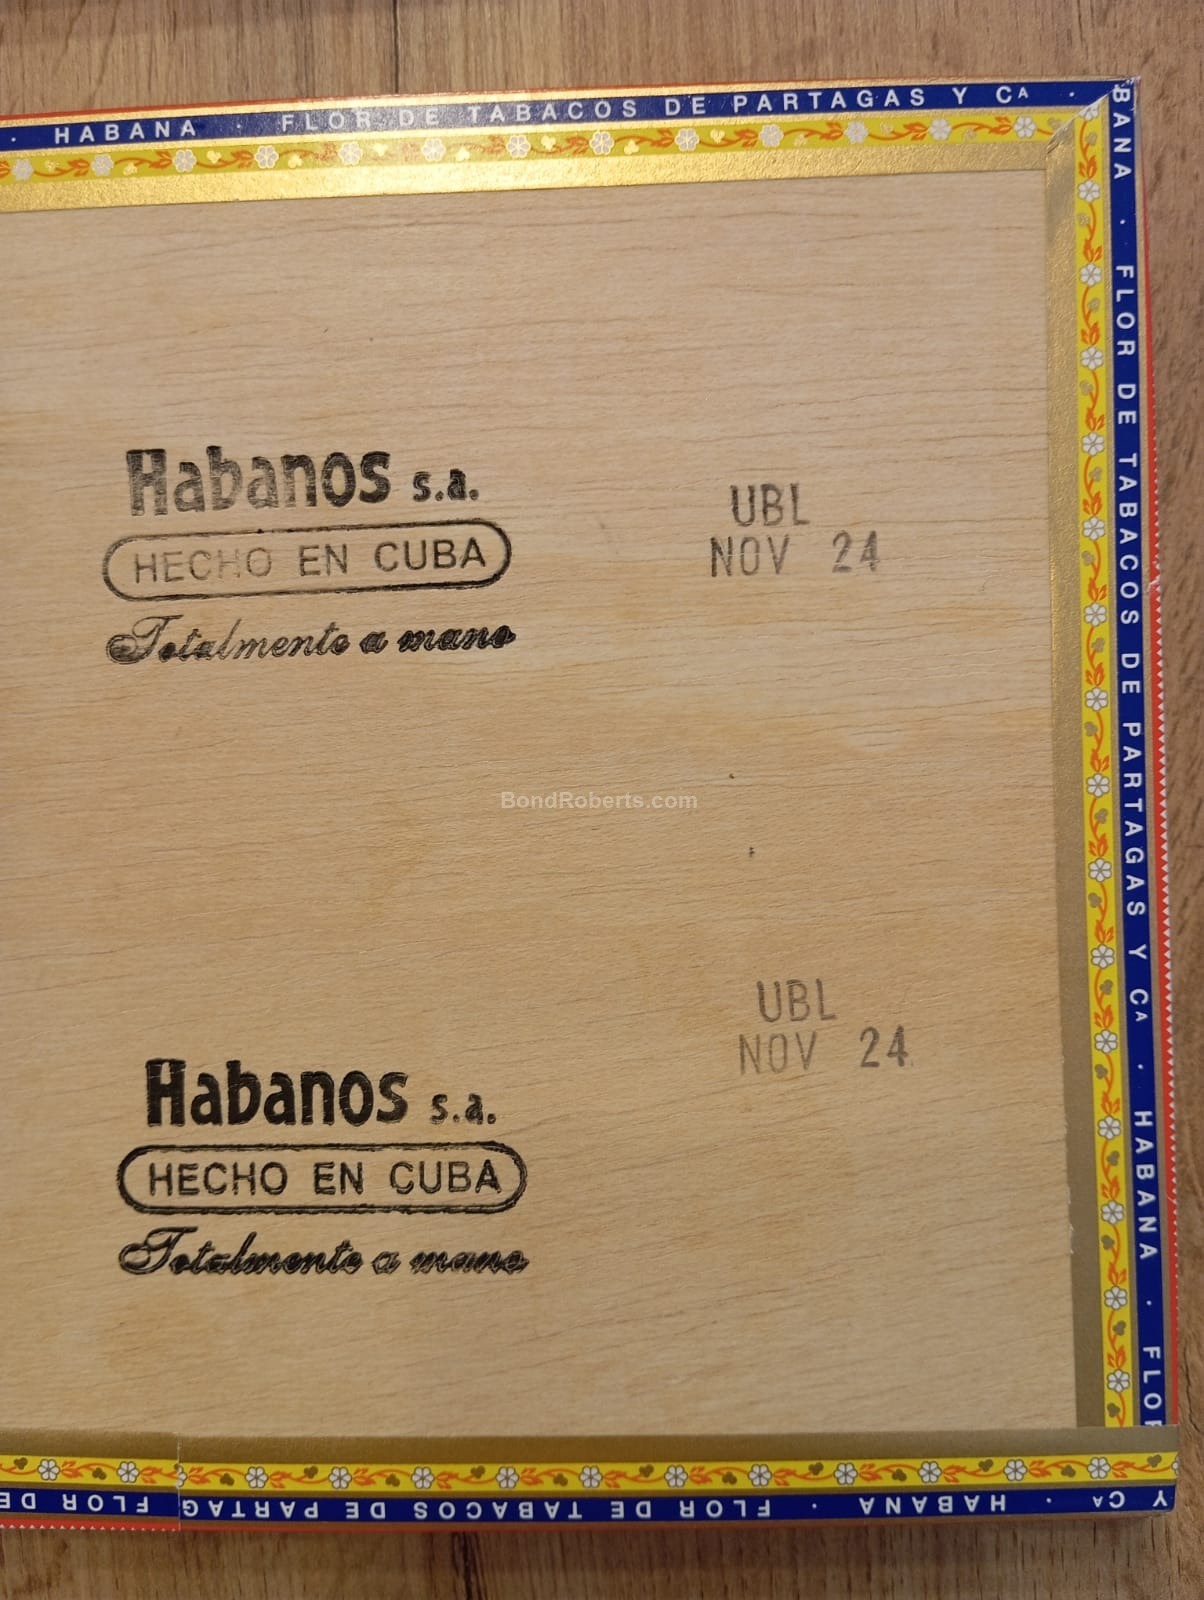 · HABANA · FLOR DE TABACOS DE PARTAGAS Y Cᴬ ·
BANA · FLOR DE TABACOS DE PARTAGAS Y Cᴬ · HABANA · FLOR
Habanos s.a.
HECHO EN CUBA
Totalmente a mano
UBL
NOV 24
BondRoberts.com
UBL
NOV 24
Habanos s.a.
HECHO EN CUBA
Totalmente a mano
Y Cᴬ · HABANA · FLOR DE TABACOS DE PARTAG
FLOR DE